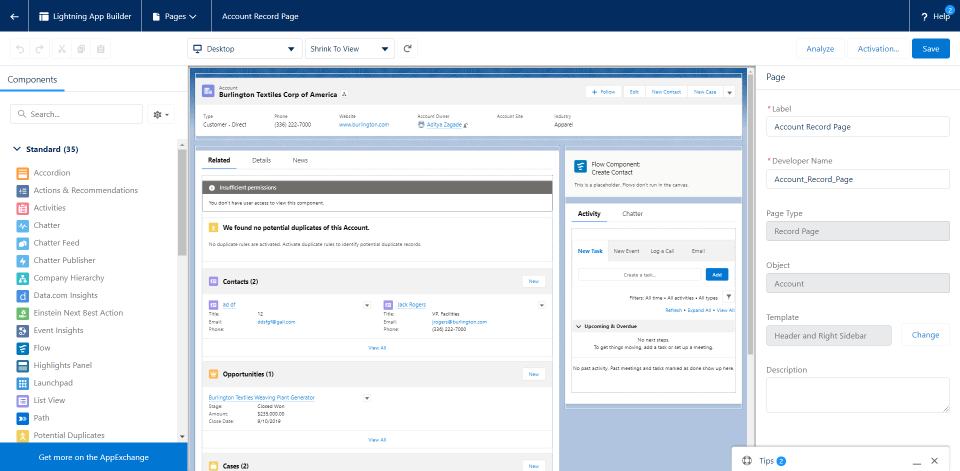 Lightning App Builder
Pages
Account Record Page
2
? Help
Desktop
Shrink To View
Analyze
Activation...
Save
Components
Search...
Standard (35)
Accordion
Actions & Recommendations
Activities
Chatter
Chatter Feed
Chatter Publisher
Company Hierarchy
Data.com Insights
Einstein Next Best Action
Event Insights
Flow
Highlights Panel
Launchpad
List View
Path
Potential Duplicates
Get more on the AppExchange
Account
Burlington Textiles Corp of America
+ Follow
Edit
New Contact
New Case
Type
Customer - Direct
Phone
(336) 222-7000
Website
www.burlington.com
Account Owner
Aditya Zagade
Account Site
Industry
Apparel
Related
Details
News
Insufficient permissions
You don't have user access to view this component.
We found no potential duplicates of this Account.
No duplicate rules are activated. Activate duplicate rules to identify potential duplicate records.
Contacts (2)
New
ad df
Title: 12
Email: ddsfgf@gail.com
Phone:
Jack Rogers
Title: VP, Facilities
Email: jrogers@burlington.com
Phone: (336) 222-7000
View All
Opportunities (1)
New
Burlington Textiles Weaving Plant Generator
Stage: Closed Won
Amount: $235,000.00
Close Date: 9/10/2019
View All
Cases (2)
New
Flow Component:
Create Contact
This is a placeholder. Flows don't run in the canvas.
Activity
Chatter
New Task
New Event
Log a Call
Email
Create a task...
Add
Filters: All time • All activities • All types
Refresh • Expand All • View All
Upcoming & Overdue
No next steps.
To get things moving, add a task or set up a meeting.
No past activity. Past meetings and tasks marked as done show up here.
Page
* Label
Account Record Page
* Developer Name
Account_Record_Page
Page Type
Record Page
Object
Account
Template
Header and Right Sidebar
Change
Description
Tips 2